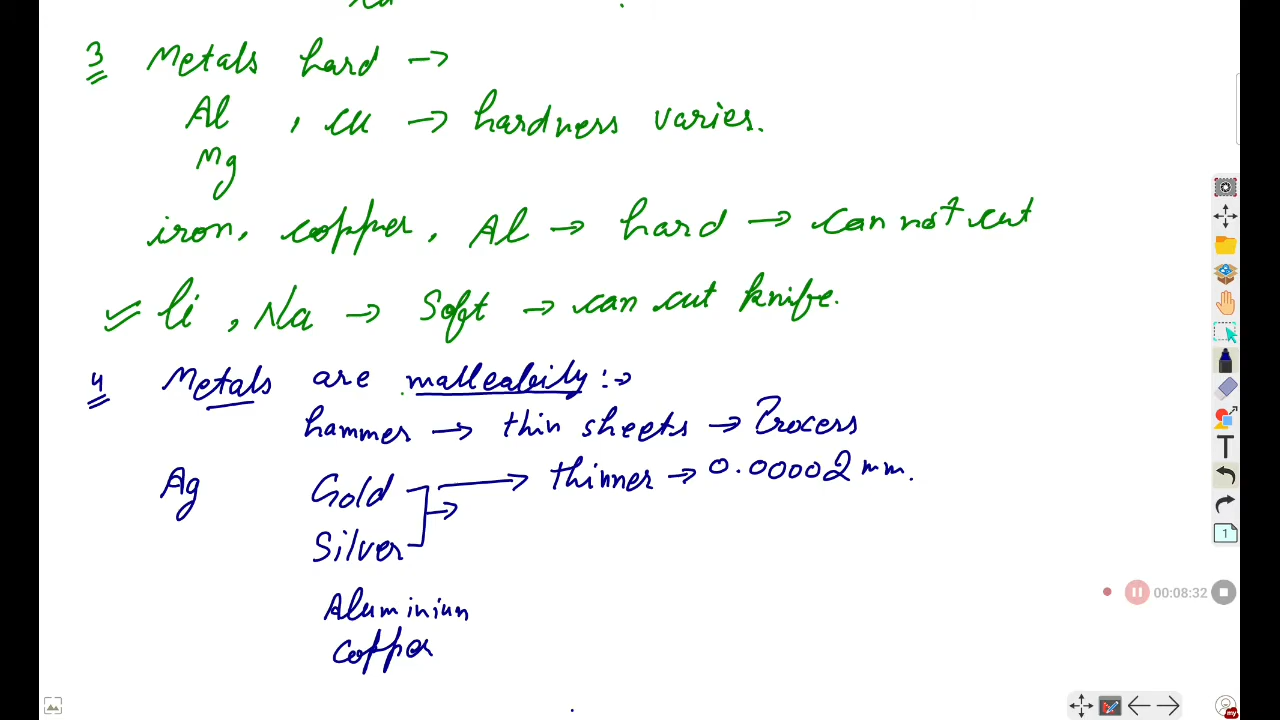 3 Metals hard →
Al , cu → hardness varies.
Mg
iron, copper, Al → hard → can not cut
Li , Na → Soft → can cut knife.
4 Metals are malleabily :→
hammer → thin sheets → Process
Ag Gold → thinner → 0.00002 mm.
Silver
Aluminium
Copper
T
1
00:08:32